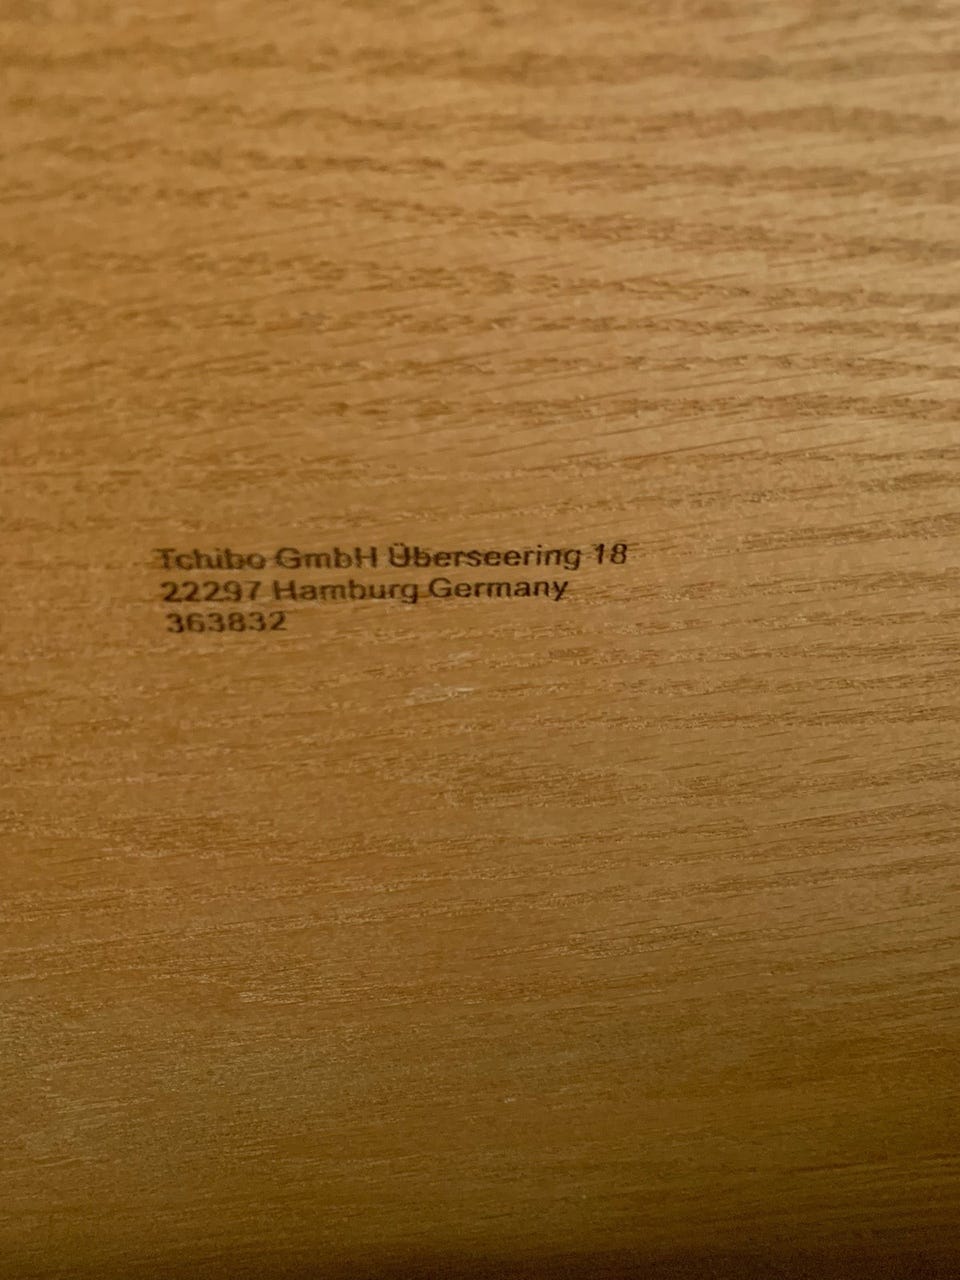 Tchibo GmbH Überseering 18
22297 Hamburg Germany
363832